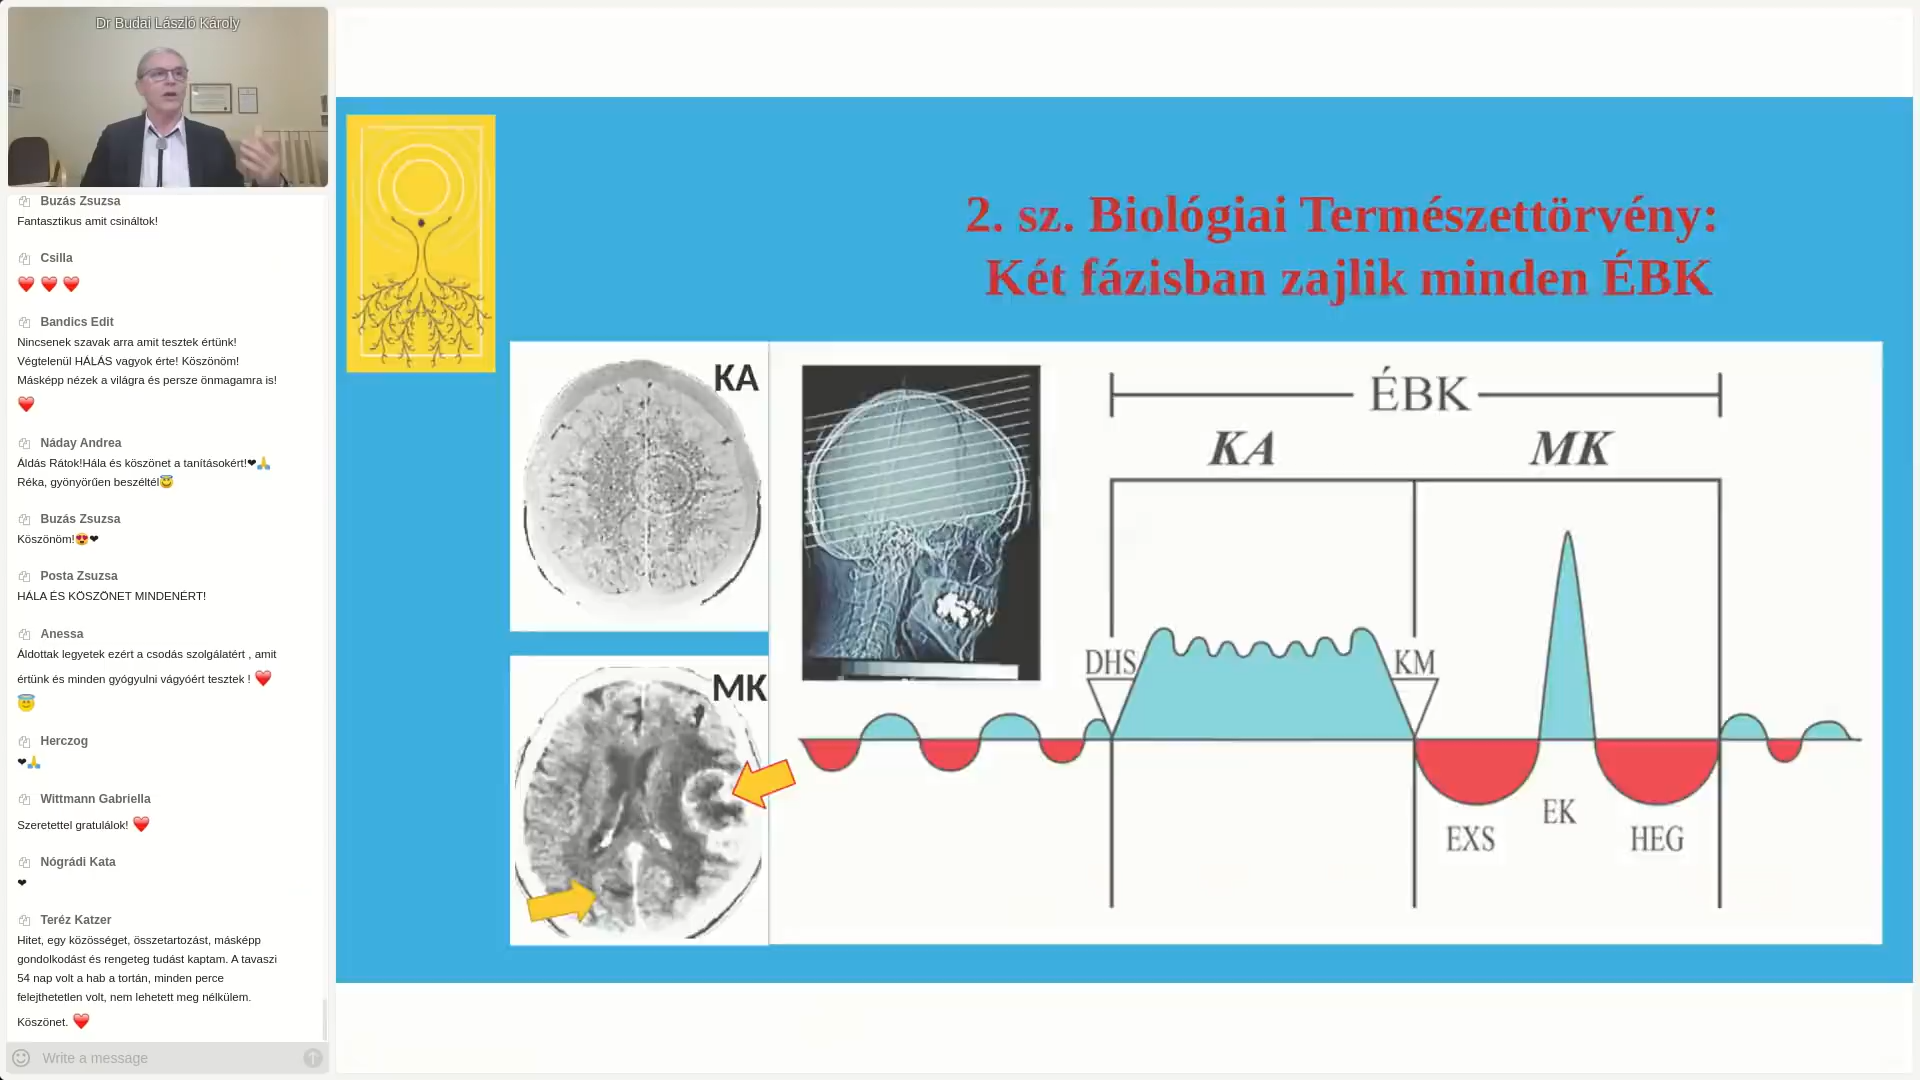 Dr Budai László Károly
Buzás Zsuzsa
Fantasztikus amit csináltok!
Csilla
❤️ ❤️ ❤️
Bandics Edit
Nincsenek szavak arra amit tesztek értünk!
Végtelenül HÁLÁS vagyok érte! Köszönöm!
Másképp nézek a világra és persze önmagamra is!
❤️
Náday Andrea
Áldás Rátok!Hála és köszönet a tanításokért!❤🙏
Réka, gyönyörűen beszéltél😇
Buzás Zsuzsa
Köszönöm!😍❤
Posta Zsuzsa
HÁLA ÉS KÖSZÖNET MINDENÉRT!
Anessa
Áldottak legyetek ezért a csodás szolgálatért , amit
értünk és minden gyógyulni vágyóért tesztek ! ❤️
😇
Herczog
❤🙏
Wittmann Gabriella
Szeretettel gratulálok! ❤️
Nógrádi Kata
❤
Teréz Katzer
Hitet, egy közösséget, összetartozást, másképp
gondolkodást és rengeteg tudást kaptam. A tavaszi
54 nap volt a hab a tortán, minden perce
felejthetetlen volt, nem lehetett meg nélkülem.
Köszönet. ❤️
Write a message
2. sz. Biológiai Természettörvény:
Két fázisban zajlik minden ÉBK
KA
MK
ÉBK
KA MK
DHS KM
EXS EK HEG